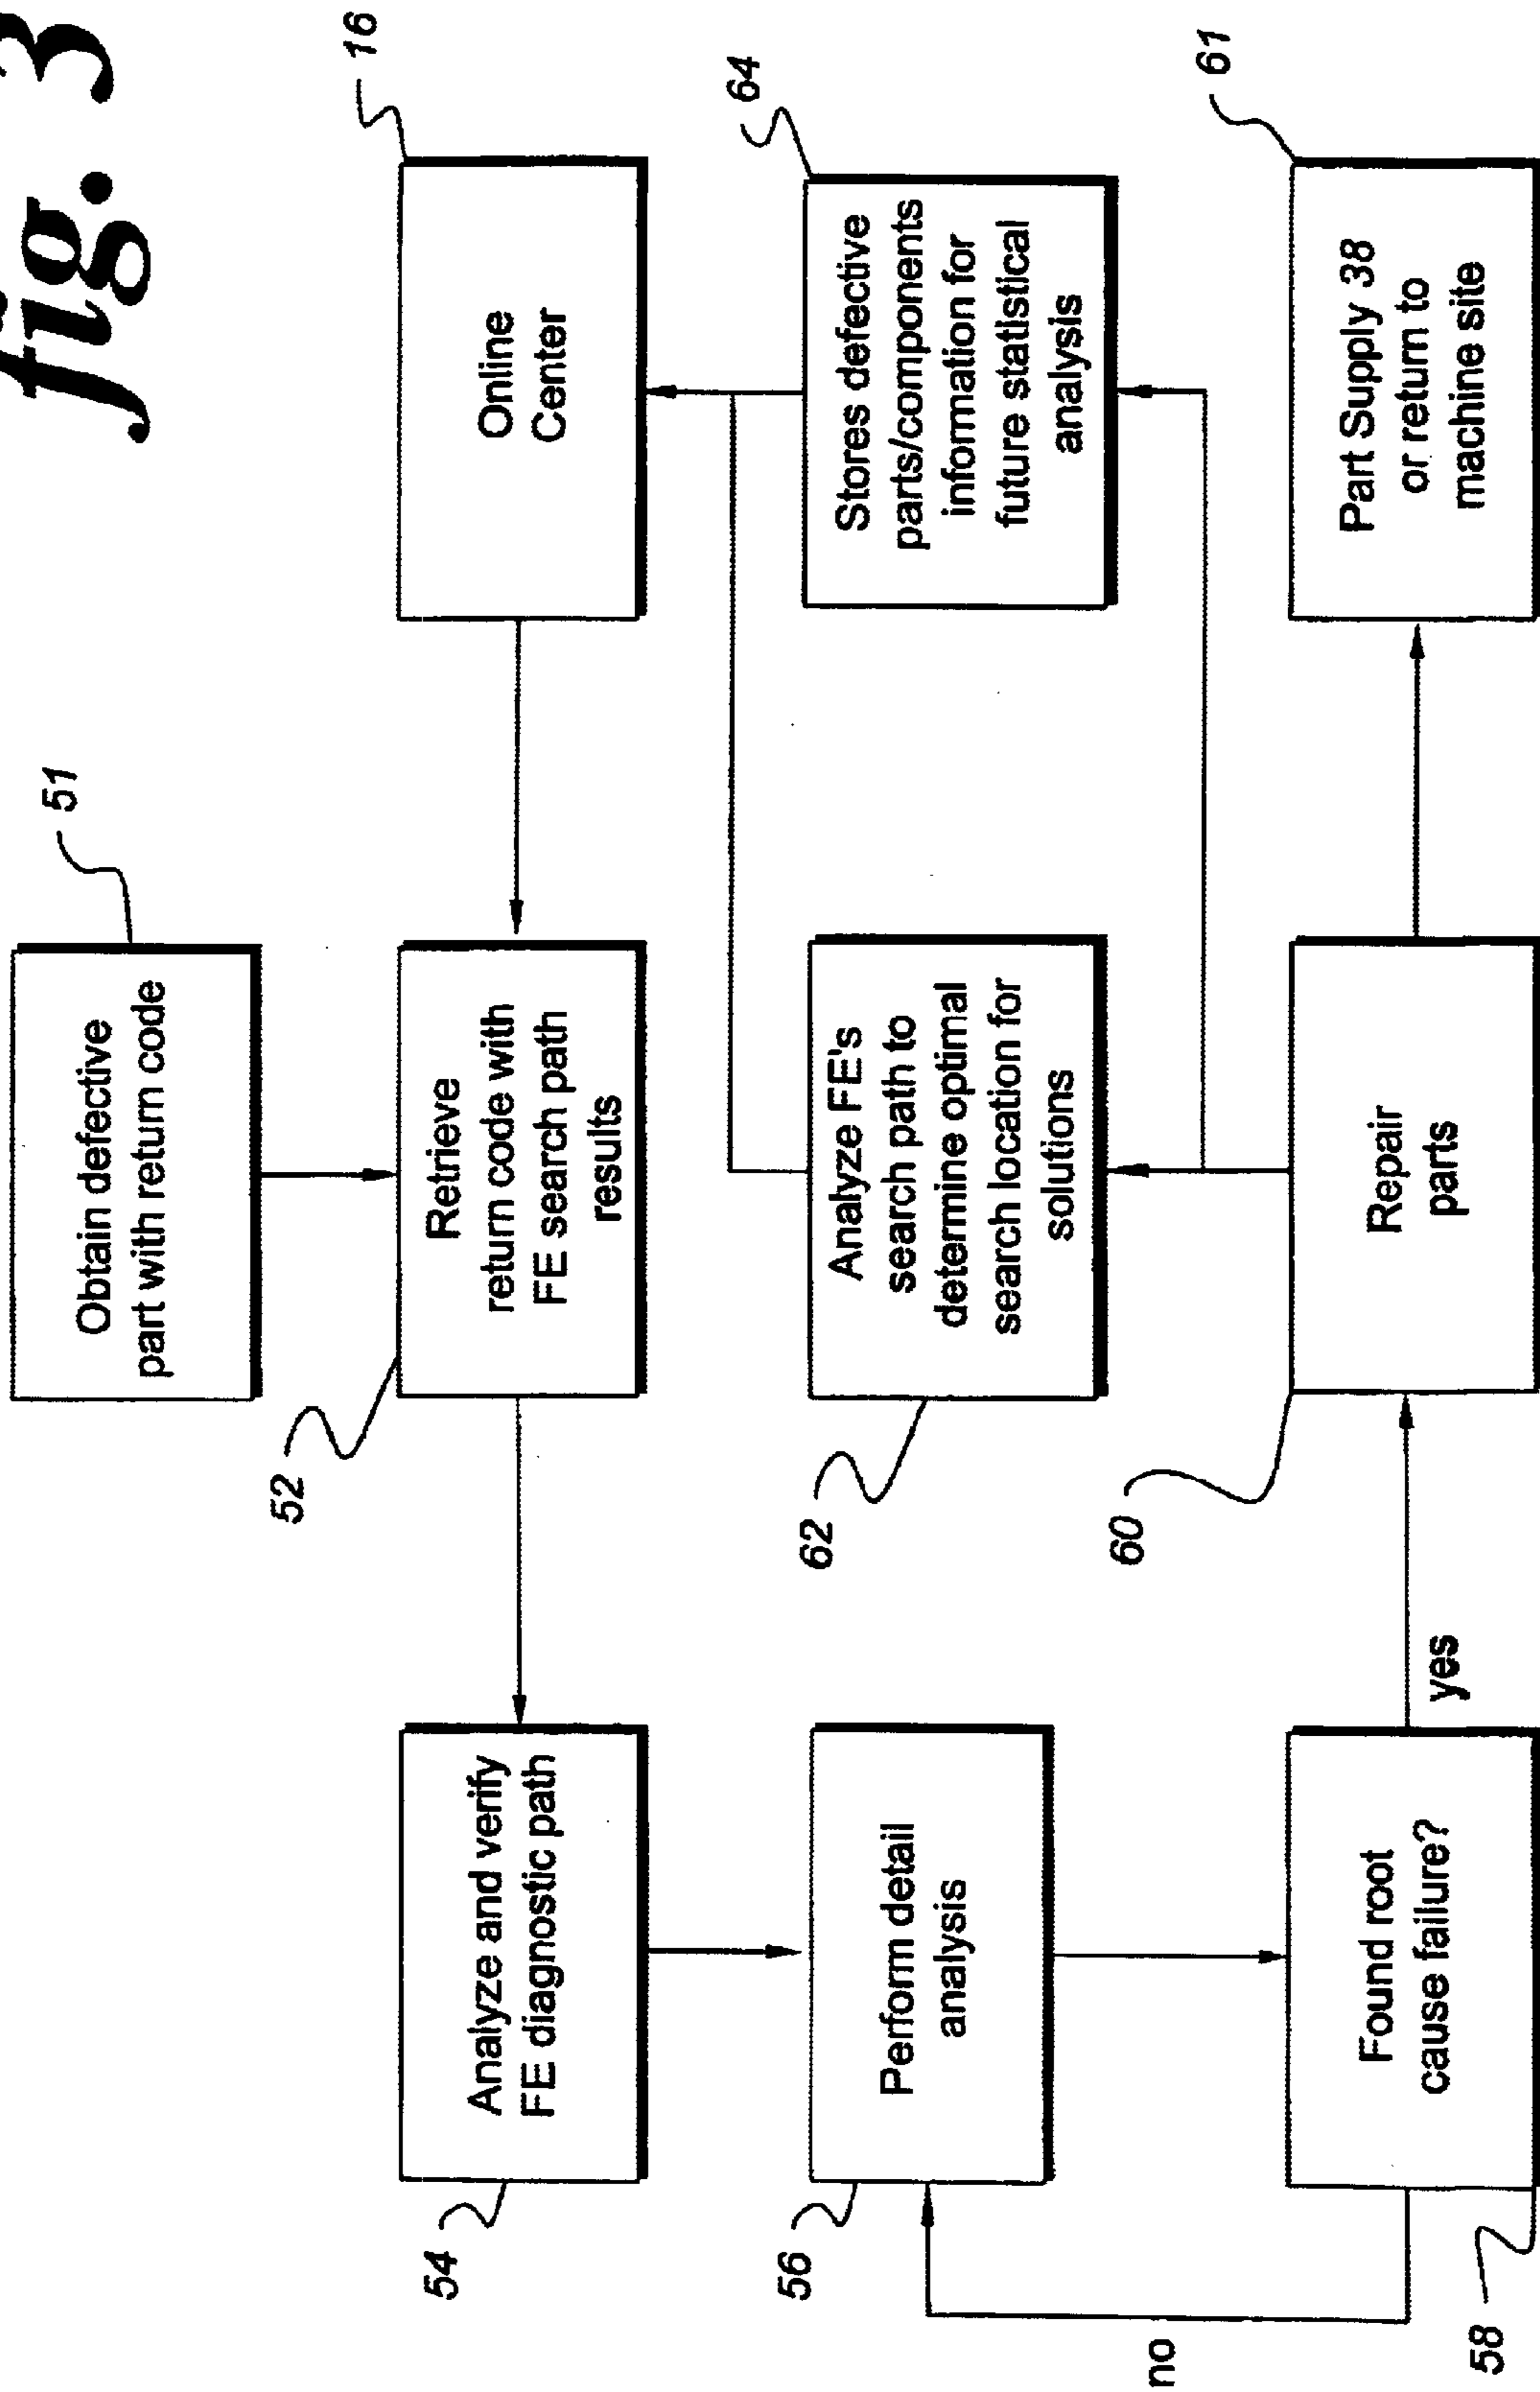 fig. 3
51
Obtain defective
part with return code
16
Online
Center
52
Retrieve
return code with
FE search path
results
54
Analyze and verify
FE diagnostic path
64
Stores defective
parts/components
information for
future statistical
analysis
62
Analyze FE's
search path to
determine optimal
search location for
solutions
56
Perform detail
analysis
61
Part Supply 38
or return to
machine site
60
Repair
parts
yes
58
Found root
cause failure?
no